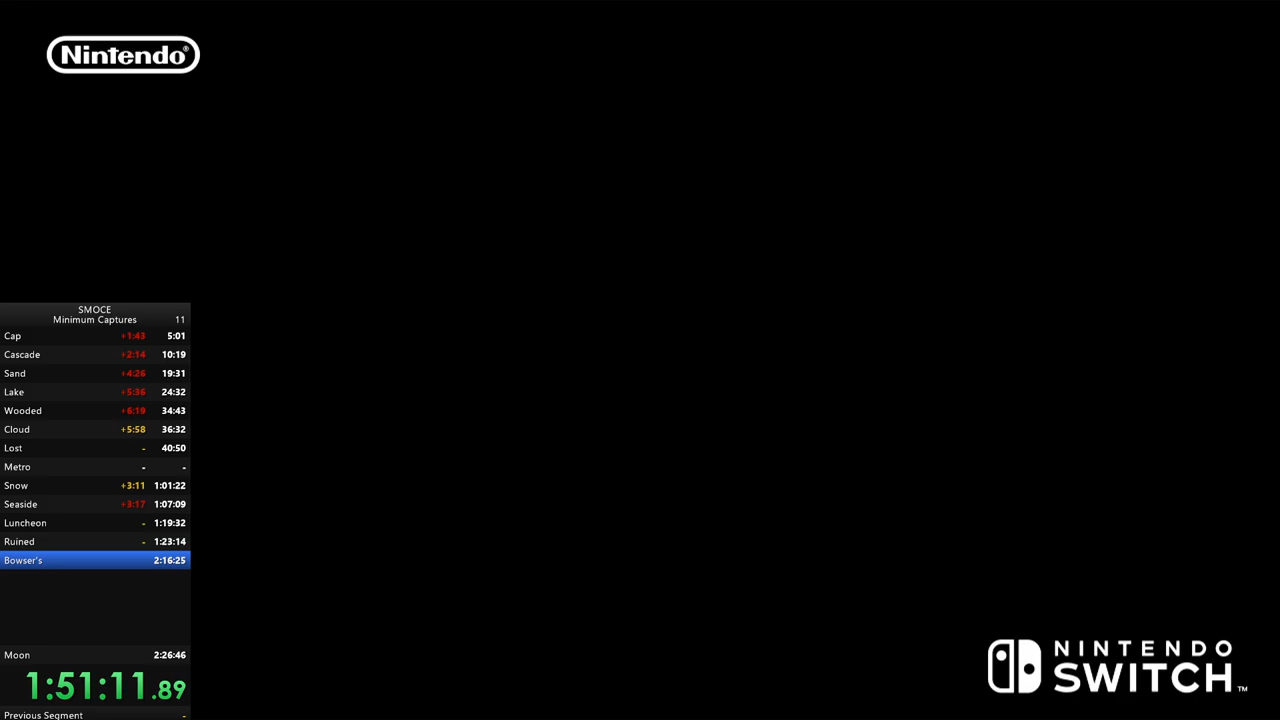 Nintendo®
SMOCE
Minimum Captures 11
Cap +1:43 5:01
Cascade +2:14 10:19
Sand +4:26 19:31
Lake +5:36 24:32
Wooded +6:19 34:43
Cloud +5:58 36:32
Lost - 40:50
Metro - -
Snow +3:11 1:01:22
Seaside +3:17 1:07:09
Luncheon - 1:19:32
Ruined - 1:23:14
Bowser's 2:16:25
Moon 2:26:46
1:51:11.89
Previous Segment -
NINTENDO
SWITCH™